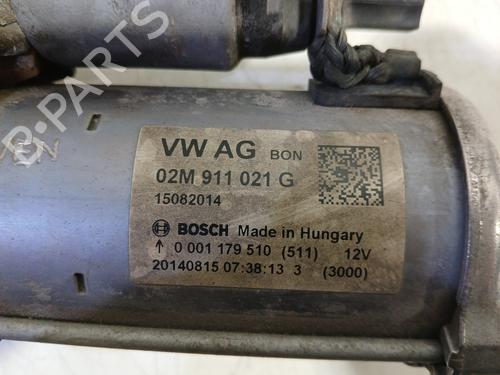 VW AG BON
02M 911 021 G
15082014
BOSCH Made in Hungary
↑ 0 001 179 510 (511) 12V
20140815 07:38:13 3 (3000)
B-PARTS